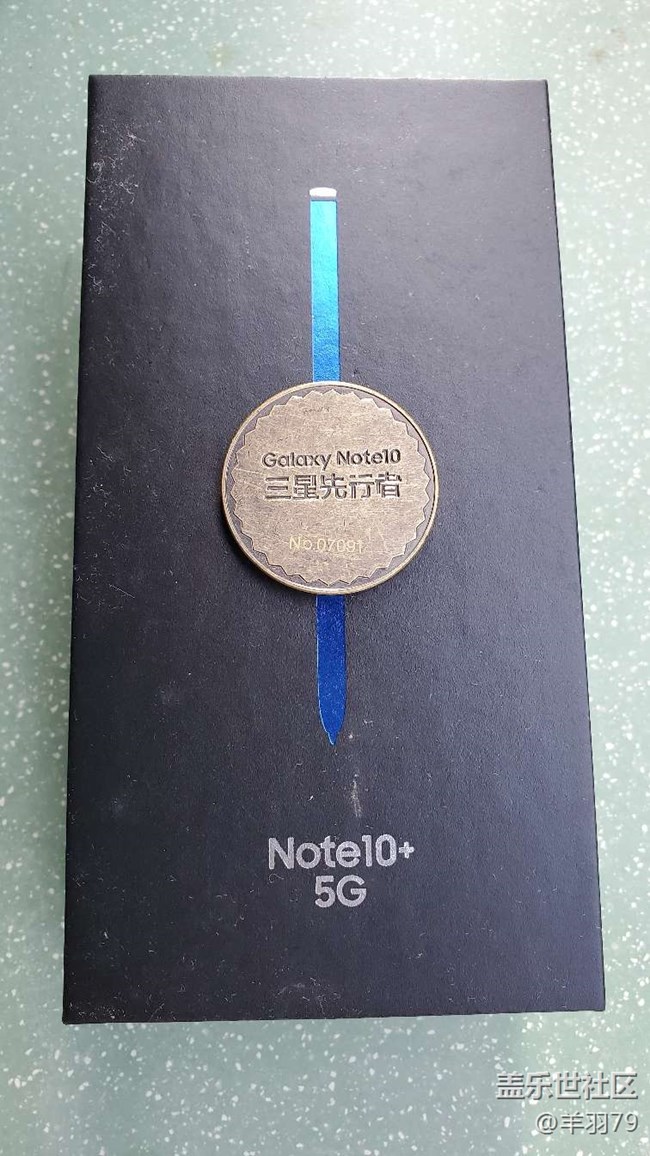 Galaxy Note10
三星先行者
No.07091
Note10+
5G
盖乐世社区
@羊羽79